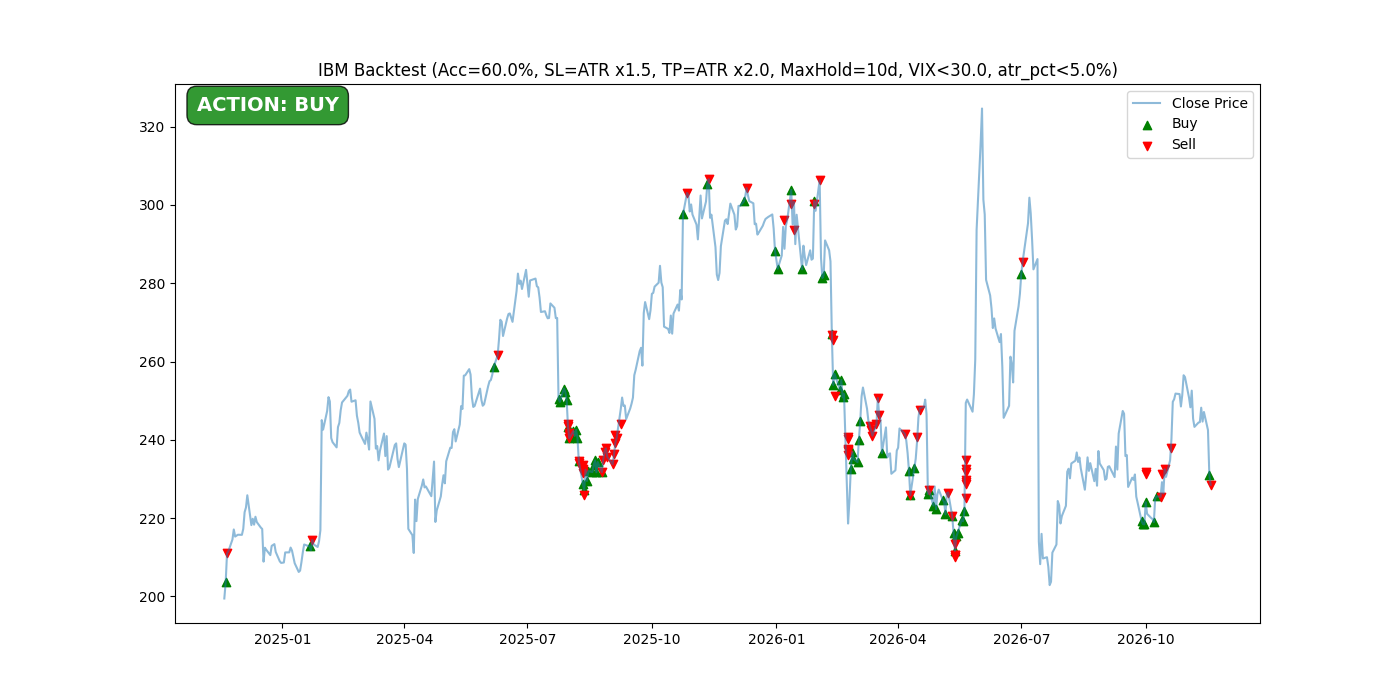 IBM Backtest (Acc=60.0%, SL=ATR x1.5, TP=ATR x2.0, MaxHold=10d, VIX<30.0, atr_pct<5.0%)
ACTION: BUY
Close Price
Buy
Sell
320
300
280
260
240
220
200
2025-01 2025-04 2025-07 2025-10 2026-01 2026-04 2026-07 2026-10